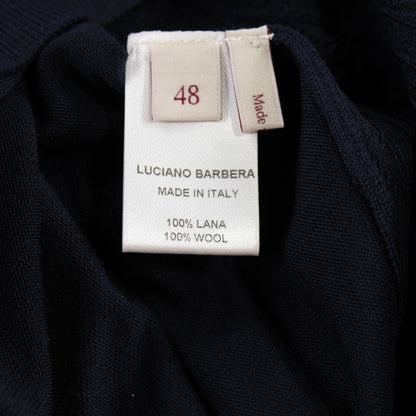 48
Made
LUCIANO BARBERA
MADE IN ITALY
100% LANA
100% WOOL